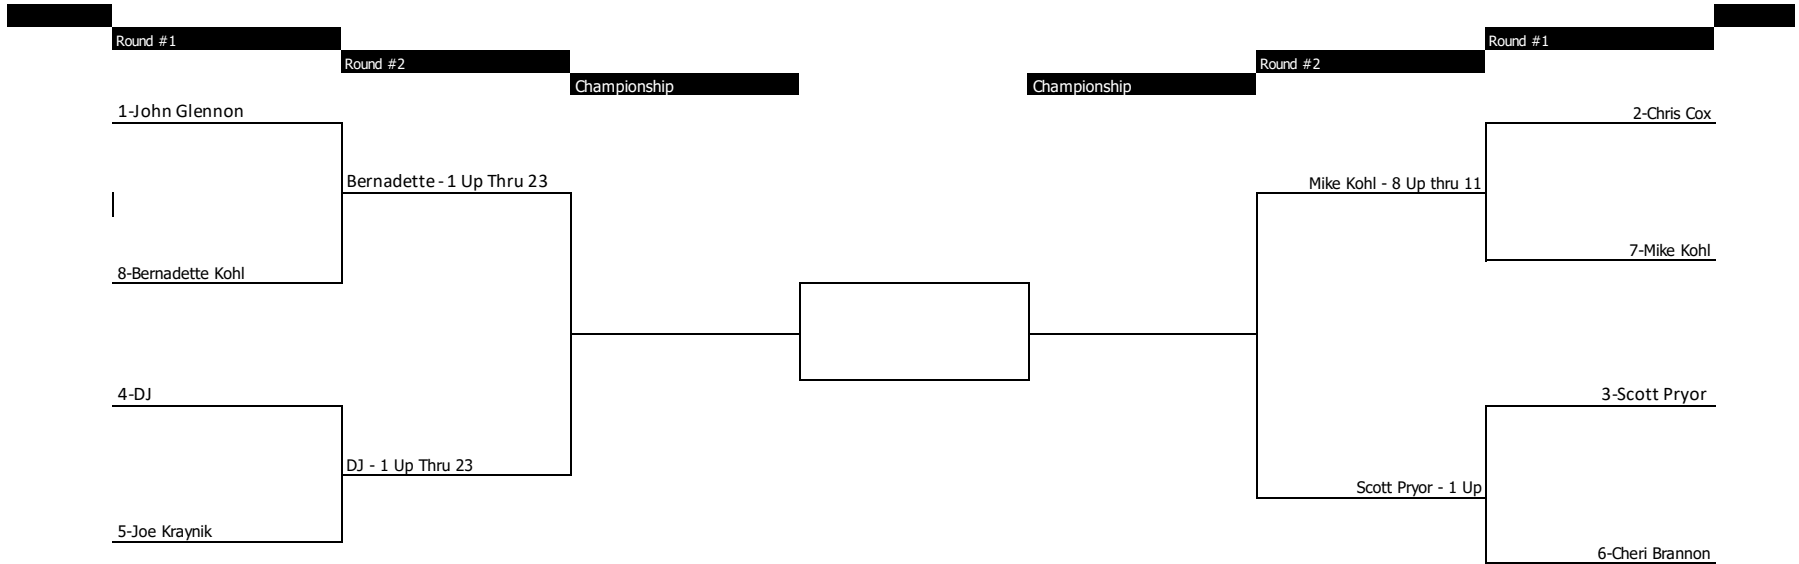 Round #1
Round #1
Round #2
Round #2
Championship
Championship
1-John Glennon
2-Chris Cox
Bernadette - 1 Up Thru 23
Mike Kohl - 8 Up thru 11
7-Mike Kohl
8-Bernadette Kohl
4-DJ
3-Scott Pryor
DJ - 1 Up Thru 23
Scott Pryor - 1 Up
5-Joe Kraynik
6-Cheri Brannon